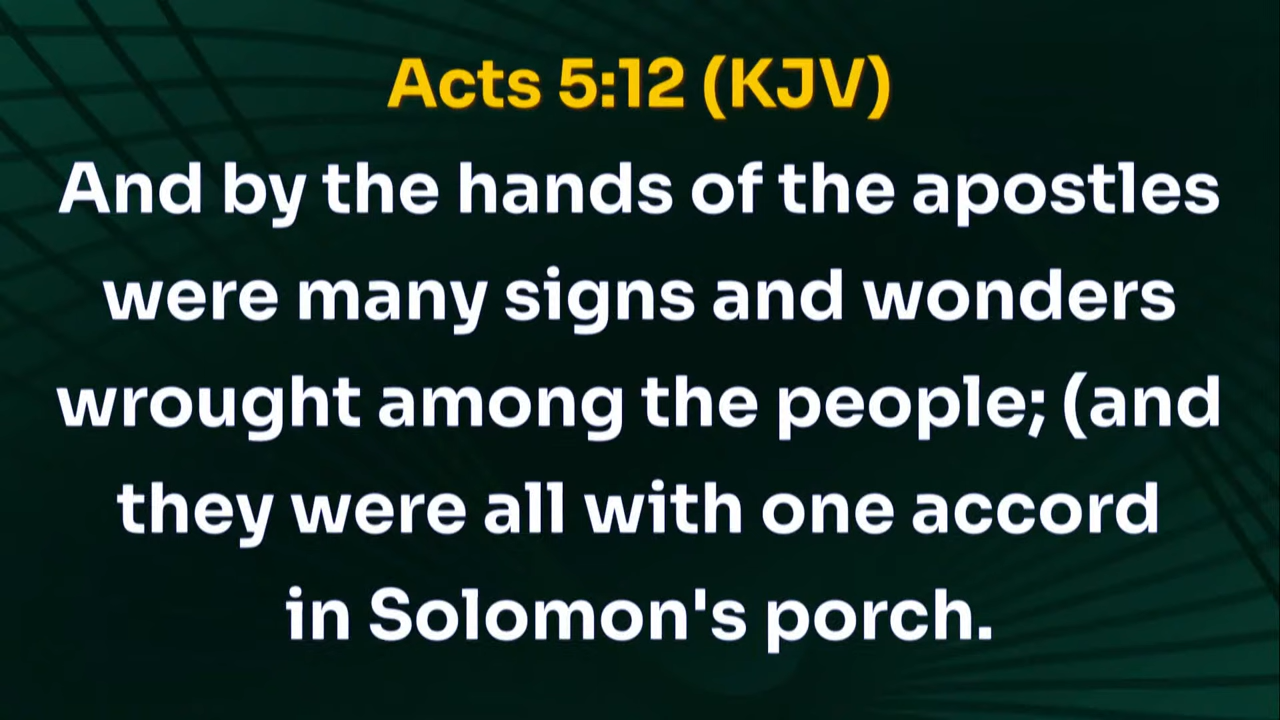 Acts 5:12 (KJV)
And by the hands of the apostles
were many signs and wonders
wrought among the people; (and
they were all with one accord
in Solomon's porch.